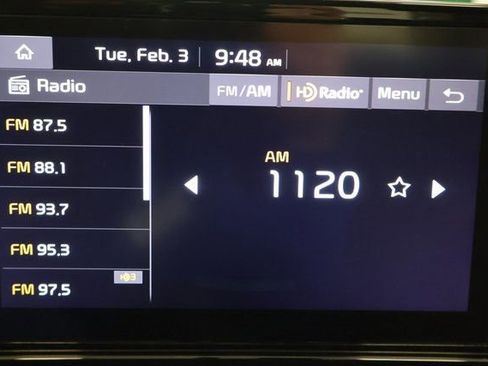 Tue, Feb. 3 9:48 AM
Radio FM/AM HD Radio Menu
FM 87.5
FM 88.1
FM 93.7
FM 95.3
HD3
FM 97.5
AM
1120